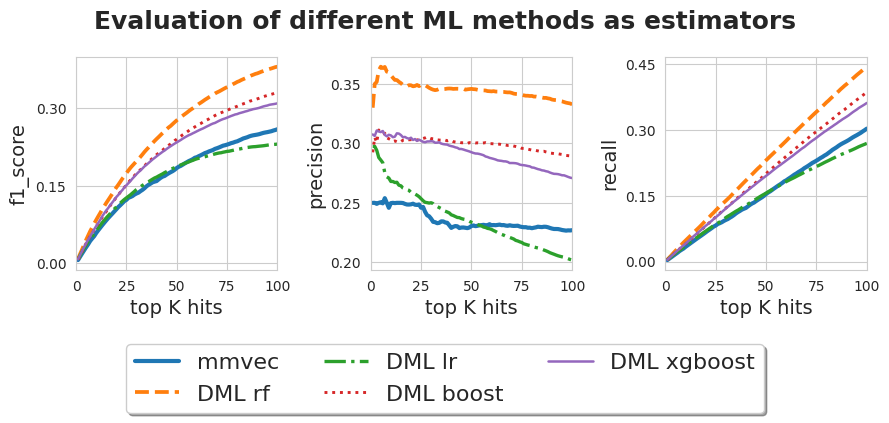 Evaluation of different ML methods as estimators
f1_score
0.30
0.15
0.00
0 25 50 75 100
top K hits
precision
0.35
0.30
0.25
0.20
0 25 50 75 100
top K hits
recall
0.45
0.30
0.15
0.00
0 25 50 75 100
top K hits
mmvec
DML rf
DML lr
DML boost
DML xgboost